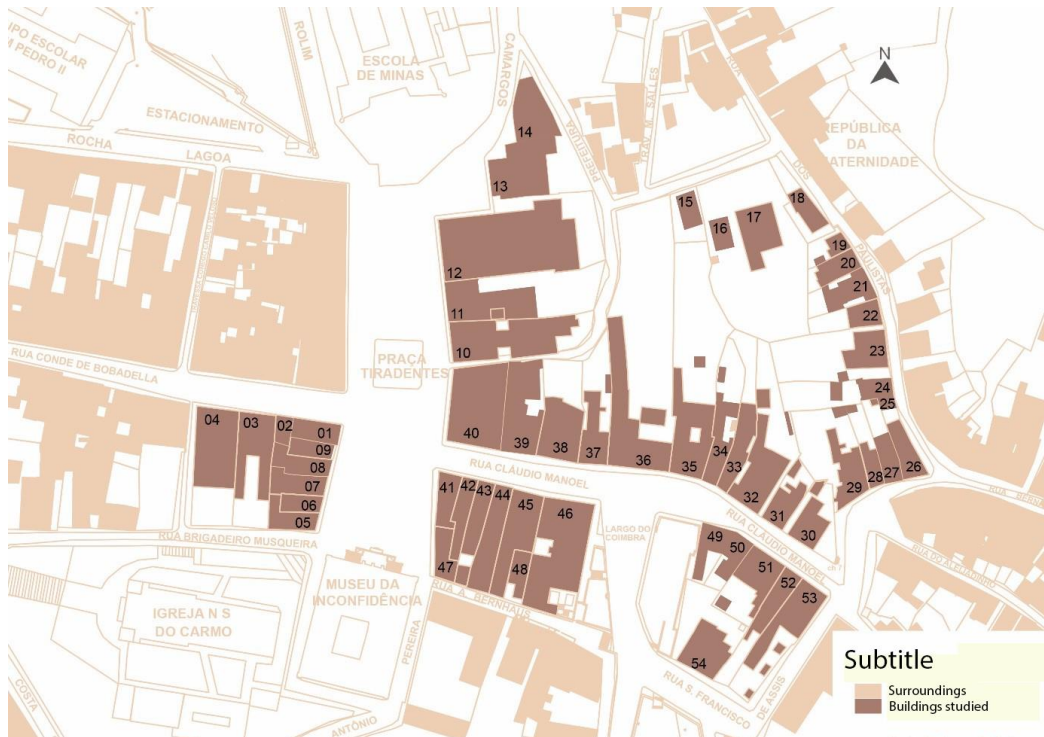 UPO ESCOLAR
PEDRO II
ROLIM
ESCOLA
DE MINAS
CAMARGOS
N
ESTACIONAMENTO
ROCHA
LAGOA
PREFEITURA
TRAV. M. SALLES
RUA
DOS
PAULISTAS
REPÚBLICA
DA
MATERNIDADE
14
13
12
11
10
15
16
17
18
19
20
21
22
23
24
25
PRAÇA
TIRADENTES
RUA CONDE DE BOBADELLA
04
03
02
01
09
08
07
06
05
40
39
38
37
36
35
34
33
32
31
30
29
28
27
26
RUA CLÁUDIO MANOEL
RUA CLÁUDIO MANOEL
41
42
43
44
45
46
47
48
LARGO DO
COIMBRA
RUA BRIGADEIRO MUSQUEIRA
MUSEU DA
INCONFIDÊNCIA
IGREJA N S
DO CARMO
RUA A. BERNHAUS
PEREIRA
ANTÔNIO
COSTA
49
50
51
52
53
54
RUA S. FRANCISCO
DE ASSIS
RUA DO ALEIJADINHO
Subtitle
Surroundings
Buildings studied